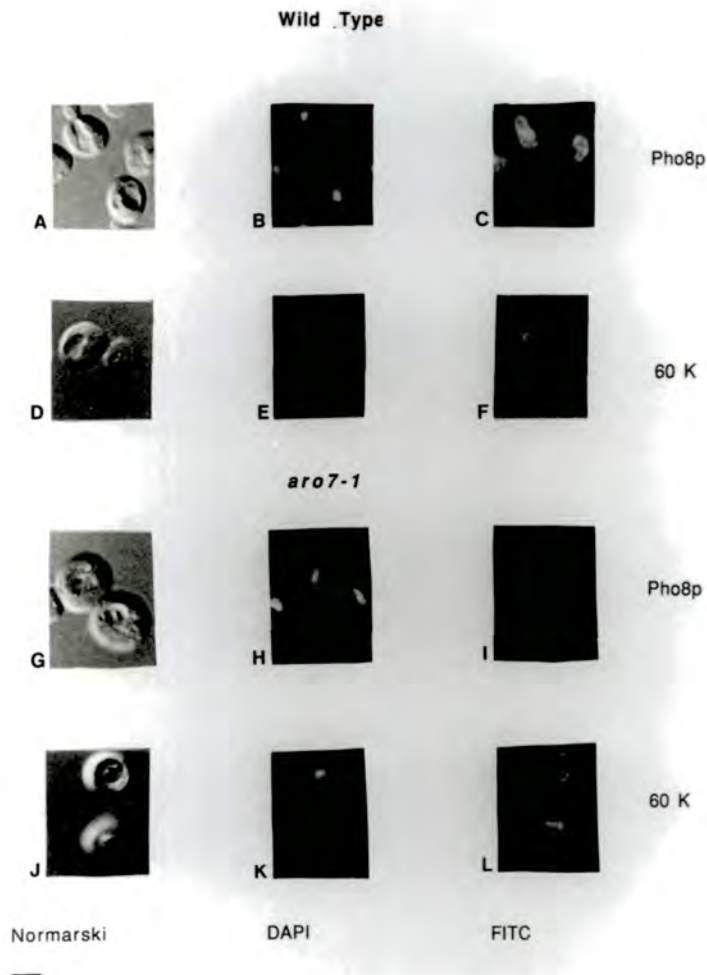 Wild Type
A
B
C
Pho8p
D
E
F
60 K
aro7-1
G
H
I
Pho8p
J
K
L
60 K
Normarski
DAPI
FITC